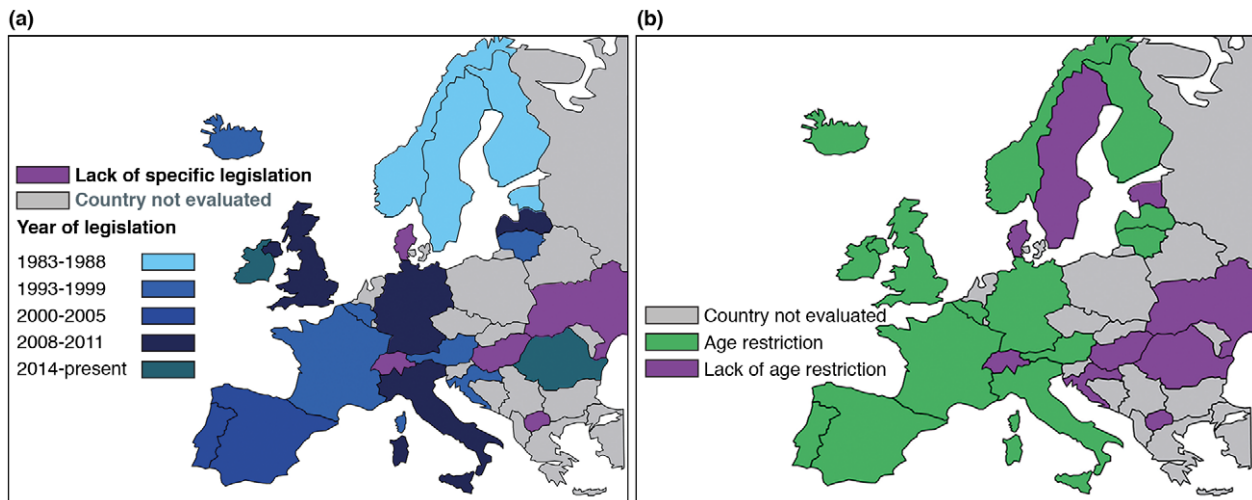 (a)
Lack of specific legislation
Country not evaluated
Year of legislation
1983-1988
1993-1999
2000-2005
2008-2011
2014-present
(b)
Country not evaluated
Age restriction
Lack of age restriction